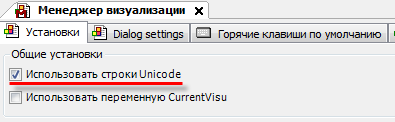 Менеджер визуализации
Установки Dialog settings Горячие клавиши по умолчанию
Общие установки
Использовать строки Unicode
Использовать переменную CurrentVisu